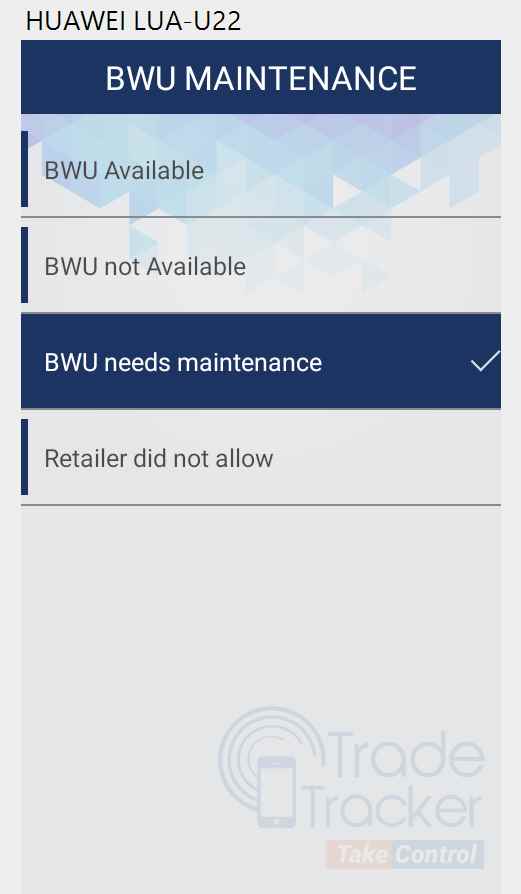 HUAWEI LUA-U22
BWU MAINTENANCE
BWU Available
BWU not Available
BWU needs maintenance
Retailer did not allow
Trade
Tracker
Take Control